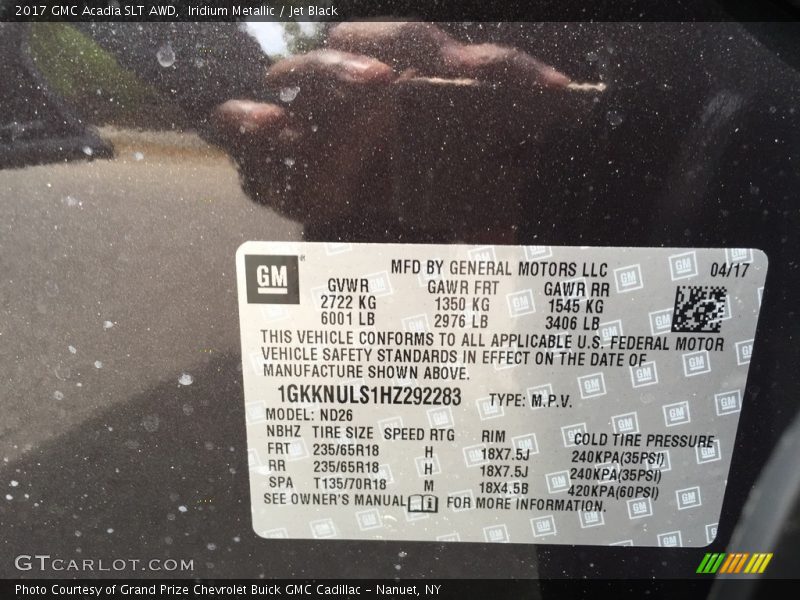 2017 GMC Acadia SLT AWD, Iridium Metallic / Jet Black
GM
MFD BY GENERAL MOTORS LLC 04/17
GVWR GAWR FRT GAWR RR
2722 KG 1350 KG 1545 KG
6001 LB 2976 LB 3406 LB
THIS VEHICLE CONFORMS TO ALL APPLICABLE U.S. FEDERAL MOTOR
VEHICLE SAFETY STANDARDS IN EFFECT ON THE DATE OF
MANUFACTURE SHOWN ABOVE.
1GKKNULS1HZ292283 TYPE: M.P.V.
MODEL: ND26
NBHZ TIRE SIZE SPEED RTG RIM COLD TIRE PRESSURE
FRT 235/65R18 H 18X7.5J 240KPA(35PSI)
RR 235/65R18 H 18X7.5J 240KPA(35PSI)
SPA T135/70R18 M 18X4.5B 420KPA(60PSI)
SEE OWNER'S MANUAL FOR MORE INFORMATION.
GTCARLOT.COM
Photo Courtesy of Grand Prize Chevrolet Buick GMC Cadillac - Nanuet, NY